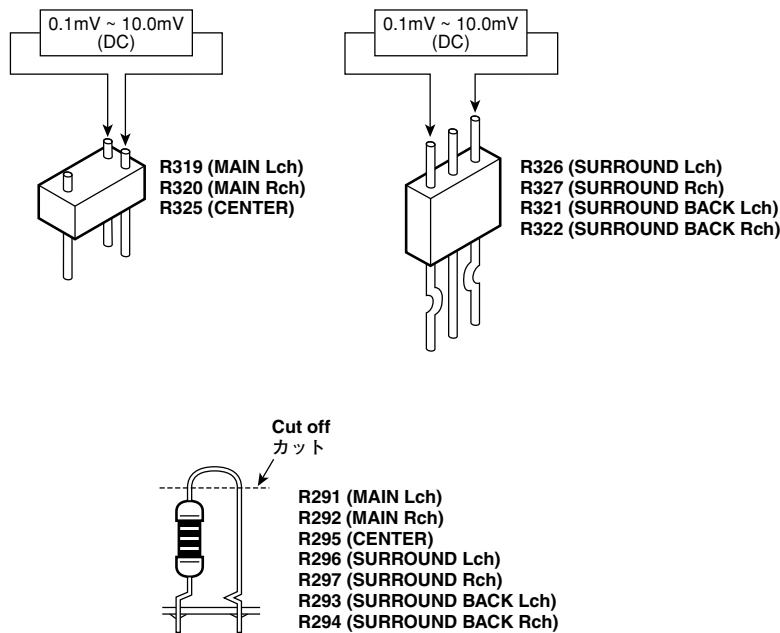 0.1mV ~ 10.0mV
(DC)
R319 (MAIN Lch)
R320 (MAIN Rch)
R325 (CENTER)
0.1mV ~ 10.0mV
(DC)
R326 (SURROUND Lch)
R327 (SURROUND Rch)
R321 (SURROUND BACK Lch)
R322 (SURROUND BACK Rch)
Cut off
カット
R291 (MAIN Lch)
R292 (MAIN Rch)
R295 (CENTER)
R296 (SURROUND Lch)
R297 (SURROUND Rch)
R293 (SURROUND BACK Lch)
R294 (SURROUND BACK Rch)